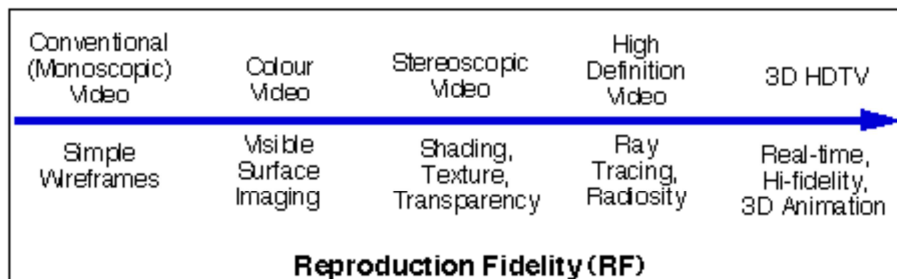 Conventional
(Monoscopic)
Video
Colour
Video
Stereoscopic
Video
High
Definition
Video
3D HDTV
Simple
Wireframes
Visible
Surface
Imaging
Shading,
Texture,
Transparency
Ray
Tracing,
Radiosity
Real-time,
Hi-fidelity,
3D Animation
Reproduction Fidelity (RF)